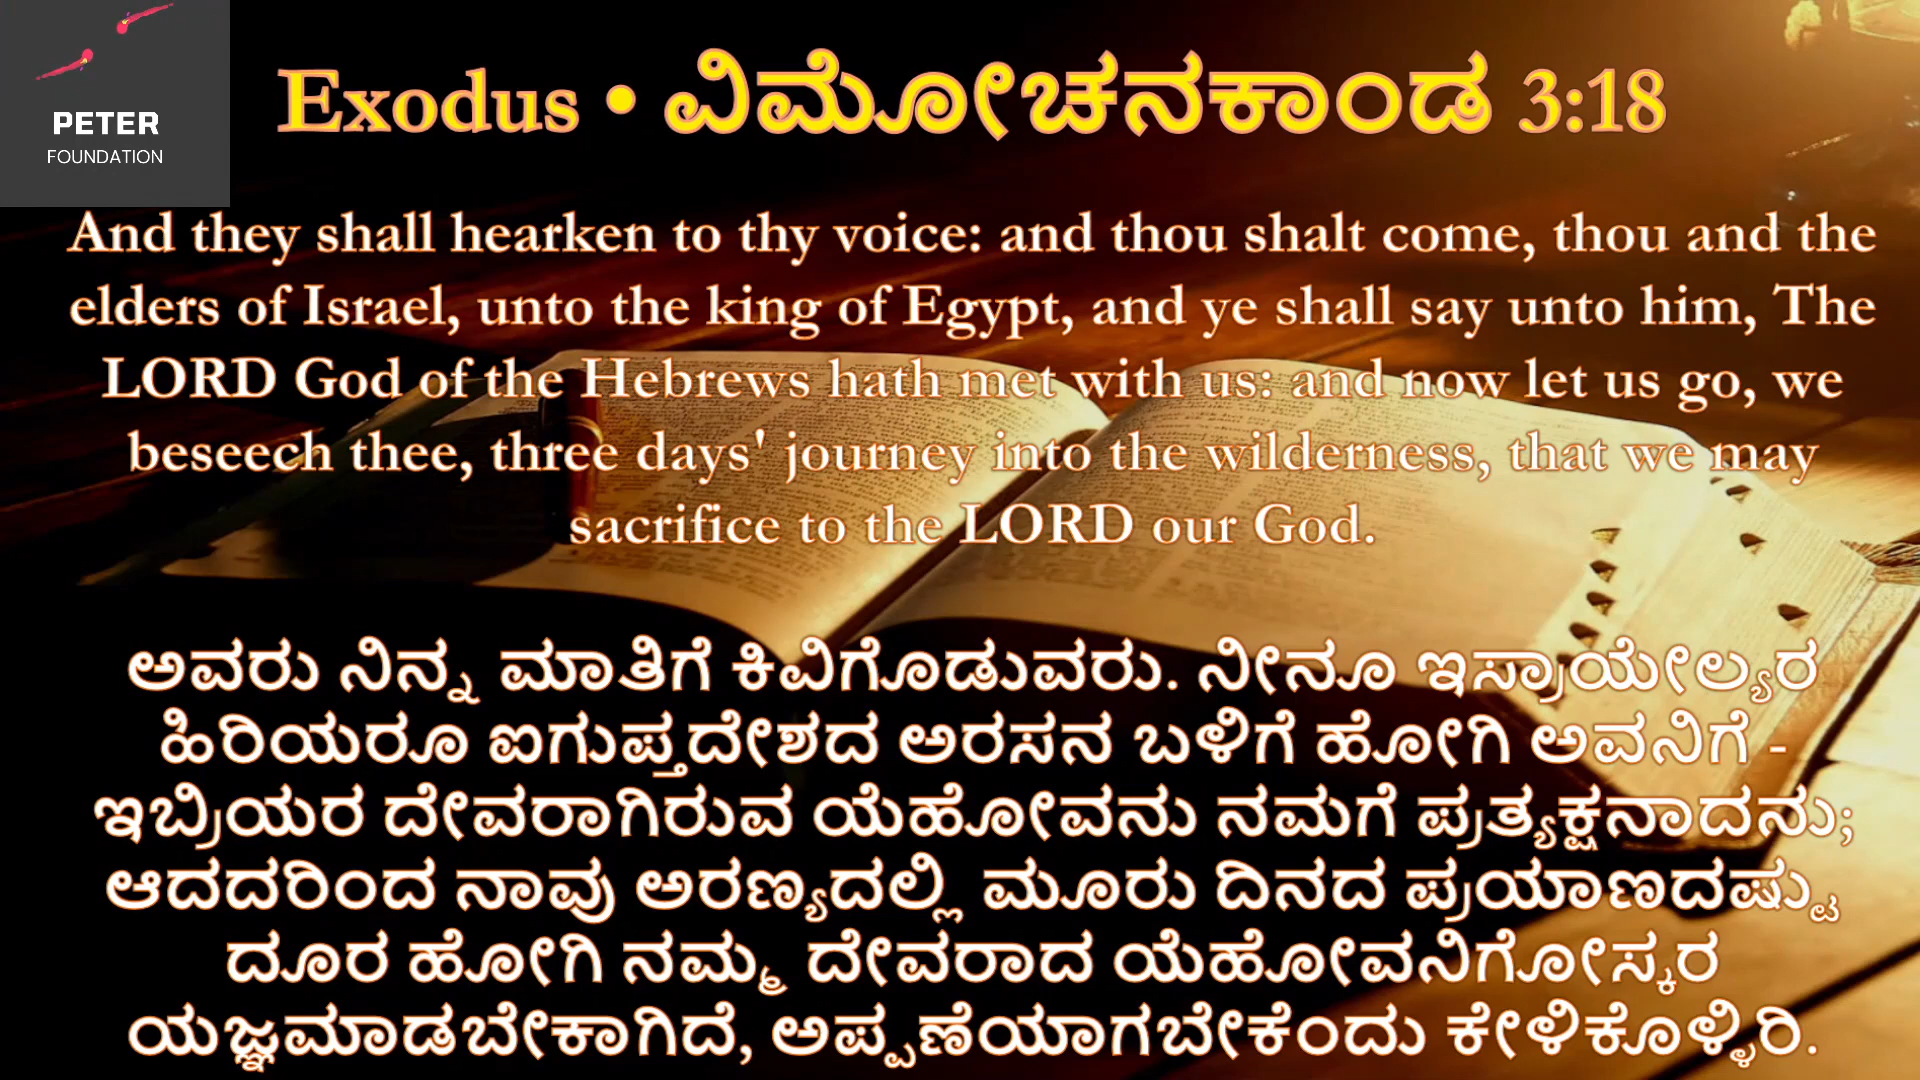 PETER
FOUNDATION
Exodus • ವಿಮೋಚನಕಾಂಡ 3:18
And they shall hearken to thy voice: and thou shalt come, thou and the
elders of Israel, unto the king of Egypt, and ye shall say unto him, The
LORD God of the Hebrews hath met with us: and now let us go, we
beseech thee, three days' journey into the wilderness, that we may
sacrifice to the LORD our God.
ಅವರು ನಿನ್ನ ಮಾತಿಗೆ ಕಿವಿಗೊಡುವರು. ನೀನೂ ಇಸ್ರಾಯೇಲ್ಯರ
ಹಿರಿಯರೂ ಐಗುಪ್ತದೇಶದ ಅರಸನ ಬಳಿಗೆ ಹೋಗಿ ಅವನಿಗೆ -
ಇಬ್ರಿಯರ ದೇವರಾಗಿರುವ ಯೆಹೋವನು ನಮಗೆ ಪ್ರತ್ಯಕ್ಷನಾದನು;
ಆದದರಿಂದ ನಾವು ಅರಣ್ಯದಲ್ಲಿ ಮೂರು ದಿನದ ಪ್ರಯಾಣದಷ್ಟು
ದೂರ ಹೋಗಿ ನಮ್ಮ ದೇವರಾದ ಯೆಹೋವನಿಗೋಸ್ಕರ
ಯಜ್ಞಮಾಡಬೇಕಾಗಿದೆ, ಅಪ್ಪಣೆಯಾಗಬೇಕೆಂದು ಕೇಳಿಕೊಳ್ಳಿರಿ.